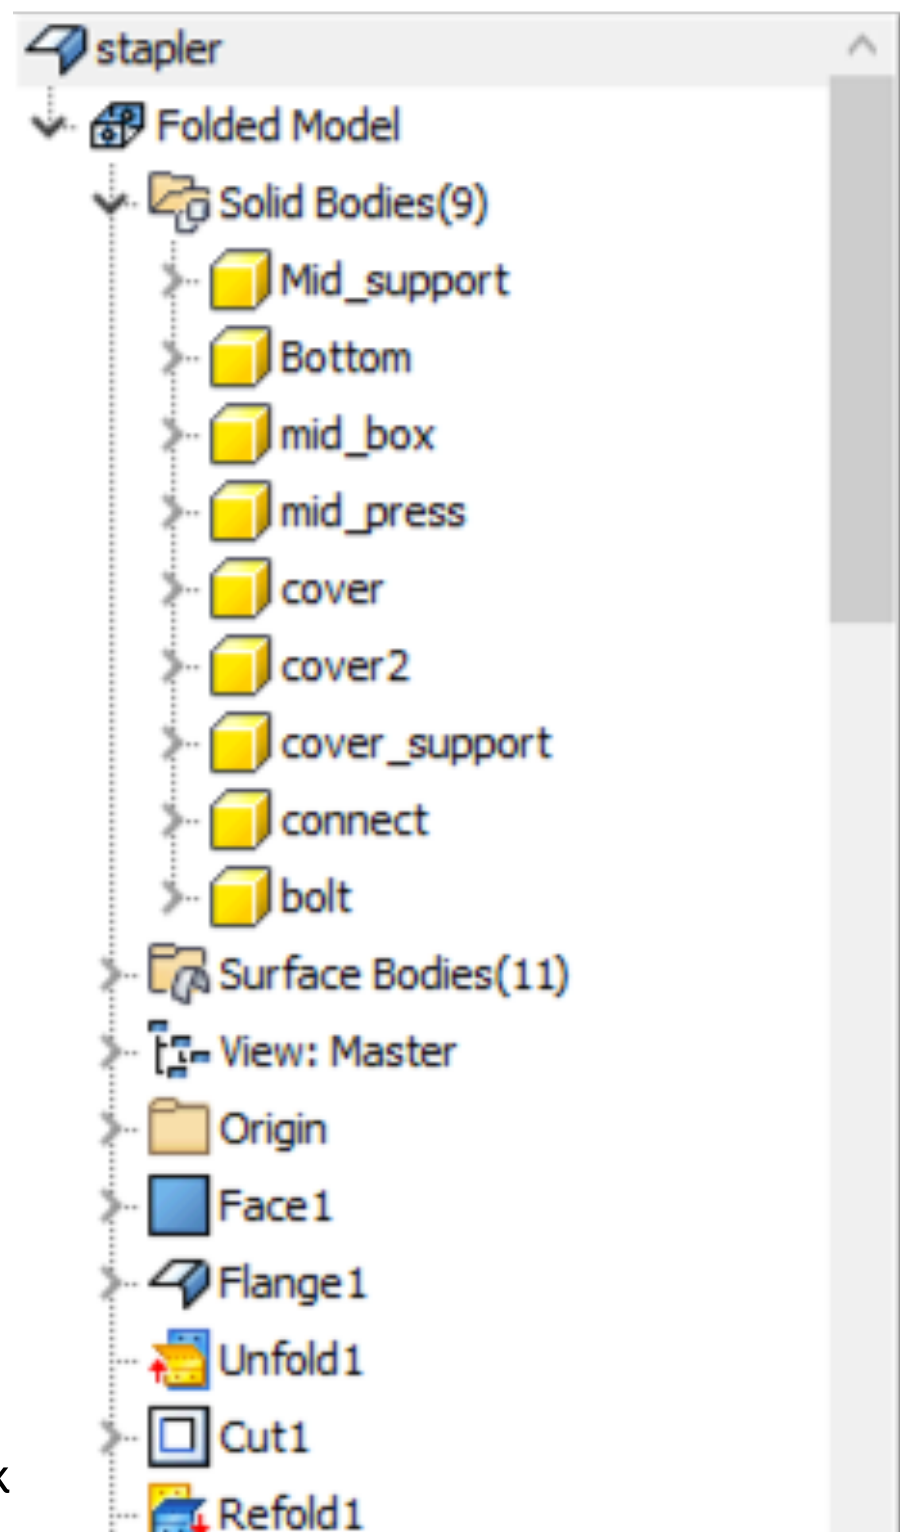 stapler
Folded Model
Solid Bodies(9)
Mid_support
Bottom
mid_box
mid_press
cover
cover2
cover_support
connect
bolt
Surface Bodies(11)
View: Master
Origin
Face1
Flange1
Unfold1
Cut1
x
Refold1